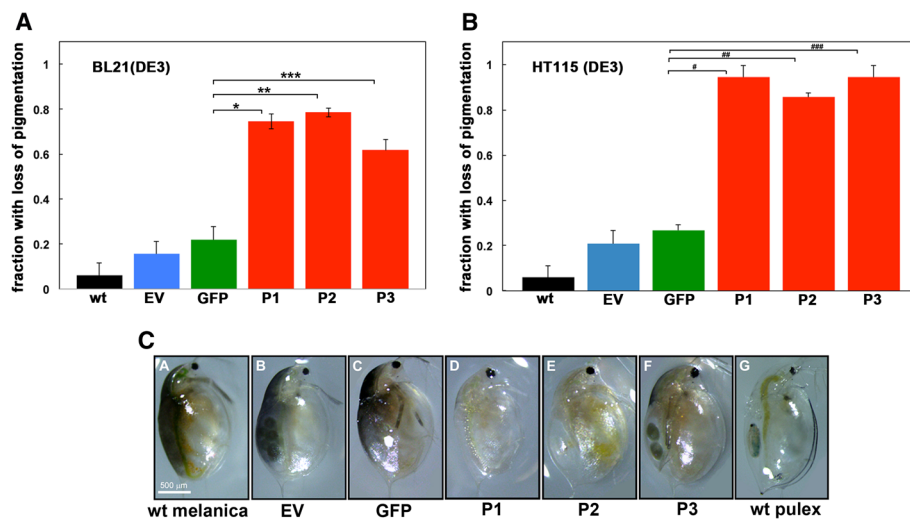 A
B
BL21(DE3)
HT115 (DE3)
fraction with loss of pigmentation
1
0.8
0.6
0.4
0.2
0
*
**
***
wt
EV
GFP
P1
P2
P3
fraction with loss of pigmentation
1
0.8
0.6
0.4
0.2
0
#
##
###
wt
EV
GFP
P1
P2
P3
C
A
B
C
D
E
F
G
500 µm
wt melanica
EV
GFP
P1
P2
P3
wt pulex